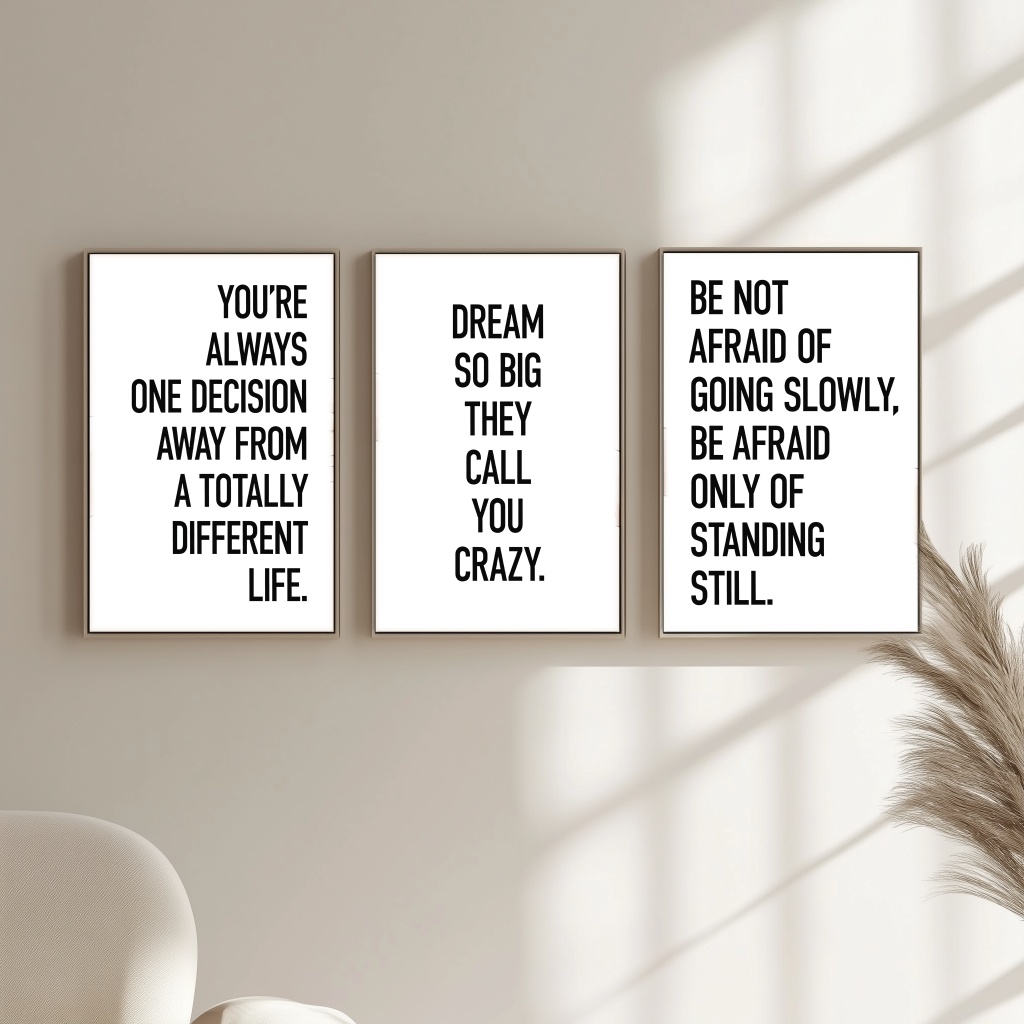 YOU'RE
ALWAYS
ONE DECISION
AWAY FROM
A TOTALLY
DIFFERENT
LIFE.
DREAM
SO BIG
THEY
CALL
YOU
CRAZY.
BE NOT
AFRAID OF
GOING SLOWLY,
BE AFRAID
ONLY OF
STANDING
STILL.